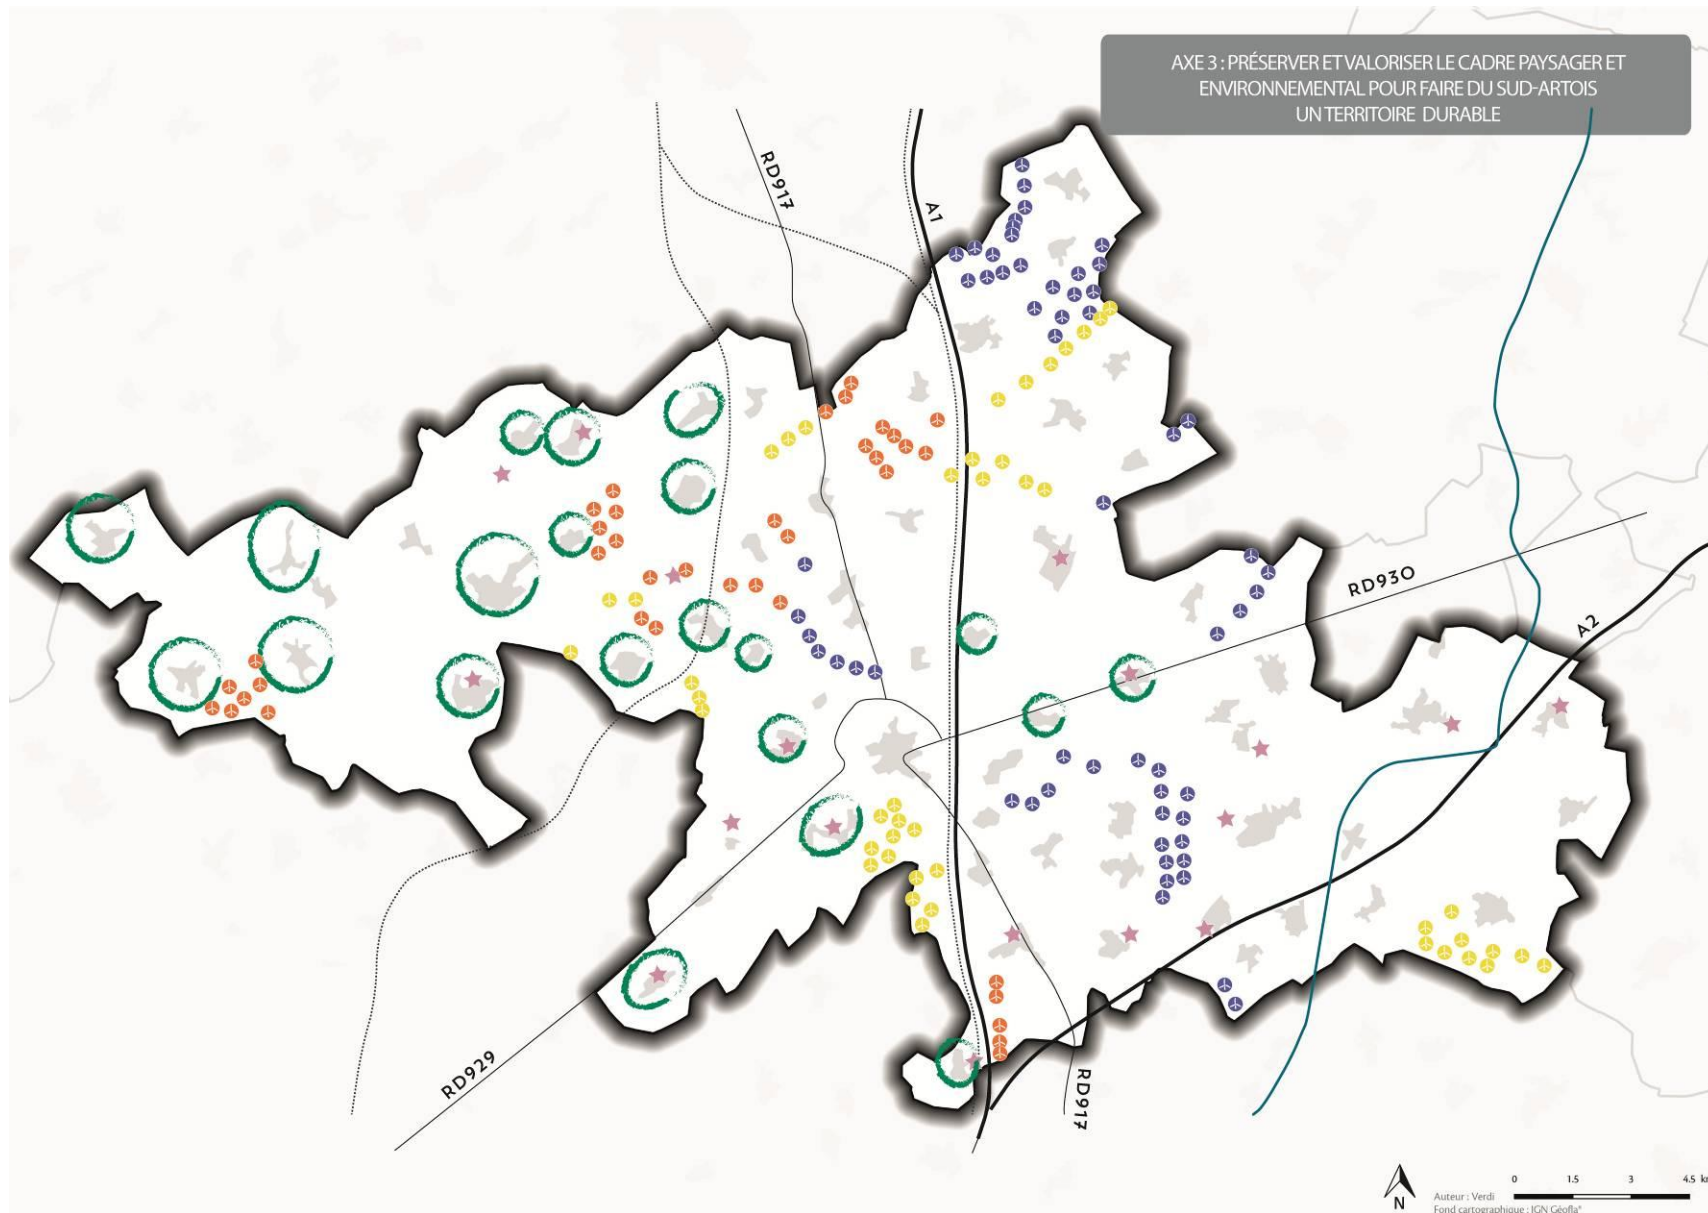 AXE 3 : PRÉSERVER ET VALORISER LE CADRE PAYSAGER ET
ENVIRONNEMENTAL POUR FAIRE DU SUD-ARTOIS
UN TERRITOIRE DURABLE
RD917
A1
RD930
A2
RD929
RD917
N
0 1.5 3 4.5 km
Auteur : Verdi
Fond cartographique : IGN Géofla®